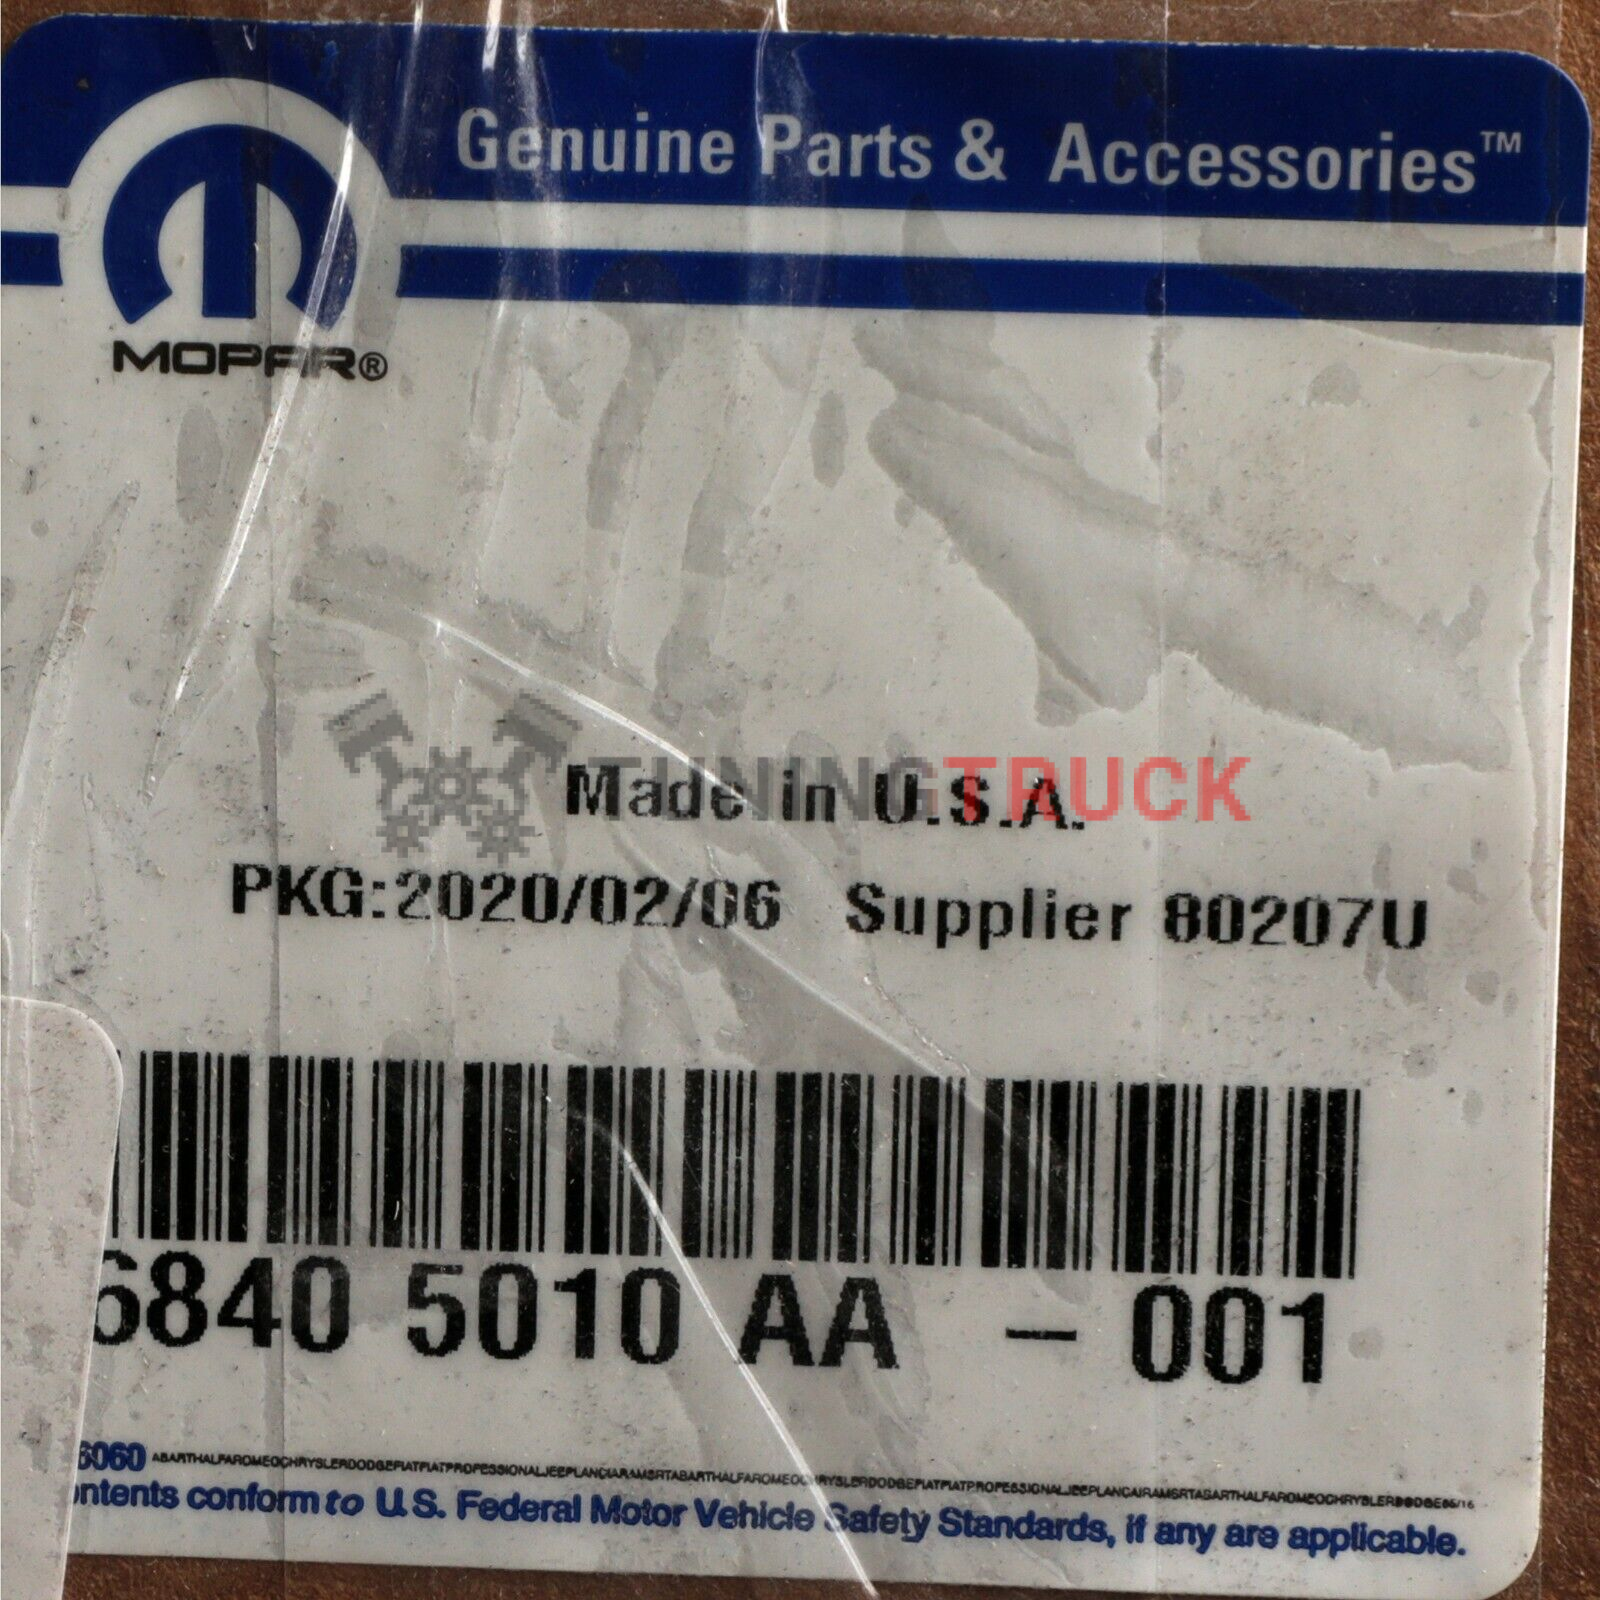 Genuine Parts & Accessories™
MOPAR®
TUNINGTRUCK
Made in U.S.A.
PKG:2020/02/06 Supplier 80207U
6840 5010 AA - 001
6060
ontents conform to U.S. Federal Motor Vehicle Safety Standards, if any are applicable.